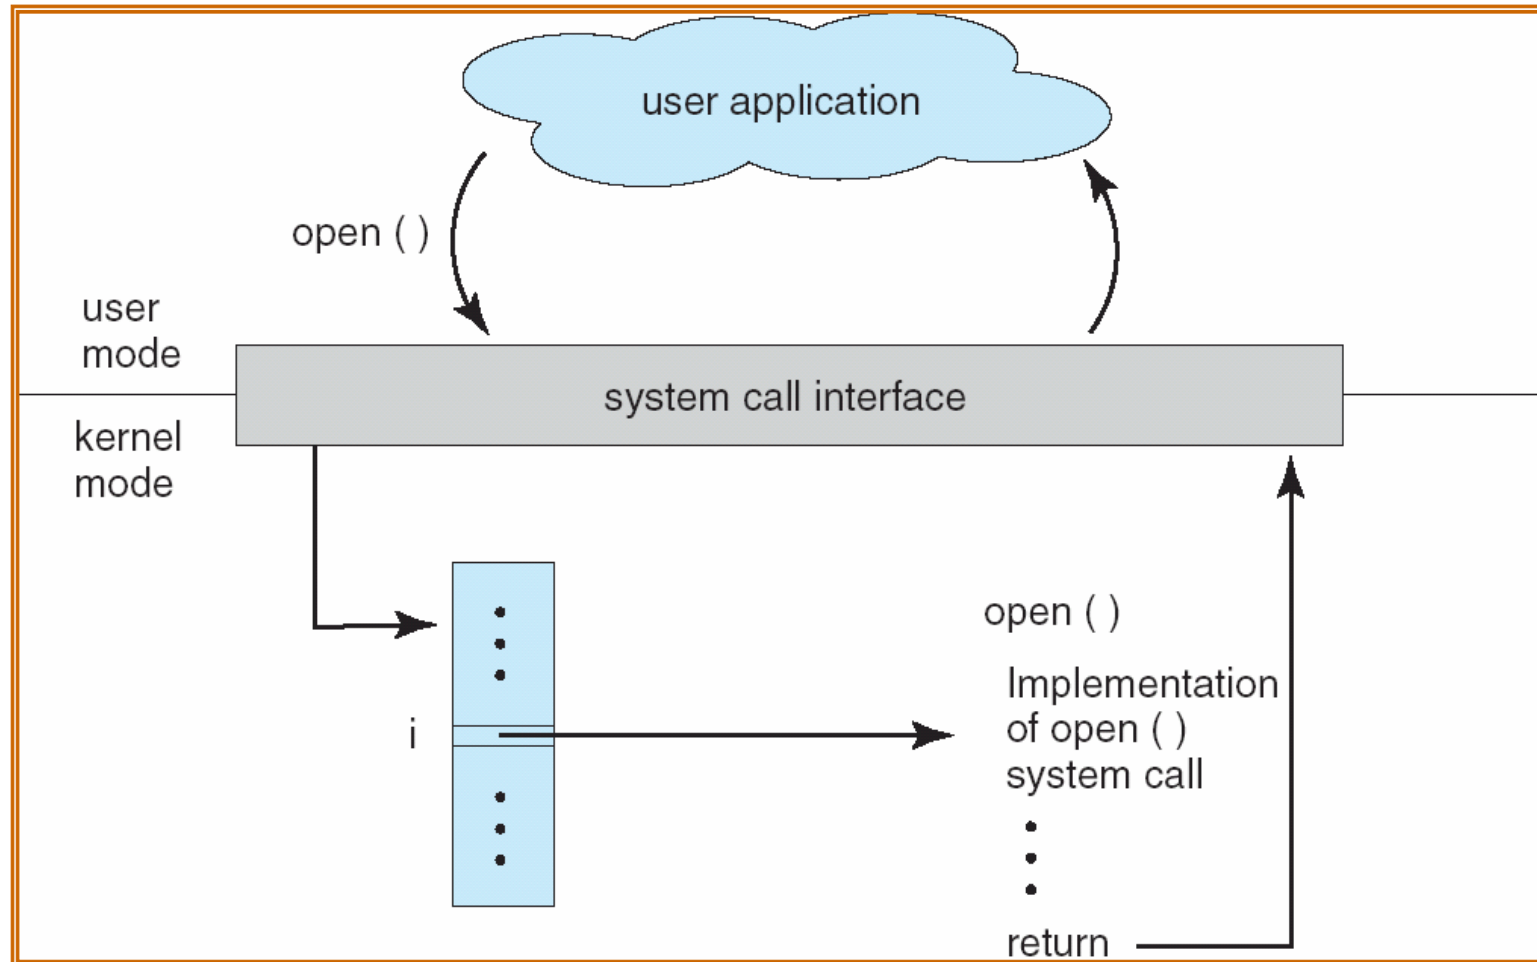 user application
open ( )
user
mode
system call interface
kernel
mode
open ( )
Implementation
of open ( )
system call
i
return